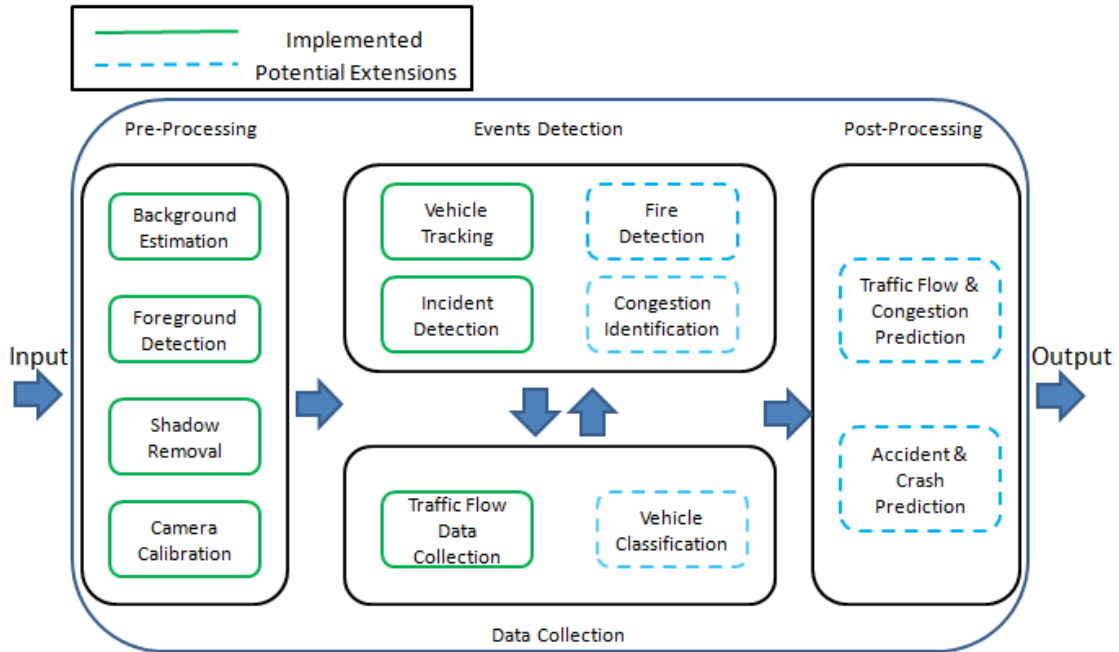 Implemented
Potential Extensions
Pre-Processing
Events Detection
Post-Processing
Input
Background
Estimation
Foreground
Detection
Shadow
Removal
Camera
Calibration
Vehicle
Tracking
Fire
Detection
Incident
Detection
Congestion
Identification
Traffic Flow
Data
Collection
Vehicle
Classification
Data Collection
Traffic Flow &
Congestion
Prediction
Accident &
Crash
Prediction
Output